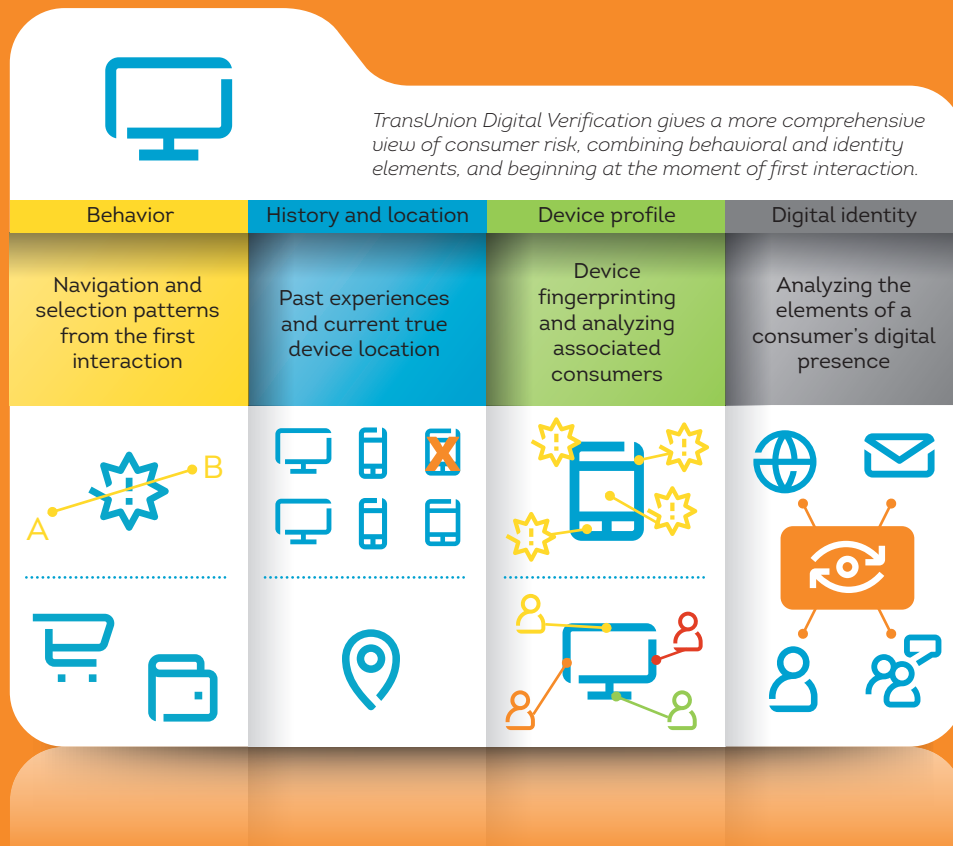 TransUnion Digital Verification gives a more comprehensive
view of consumer risk, combining behavioral and identity
elements, and beginning at the moment of first interaction.
Behavior
History and location
Device profile
Digital identity
Navigation and
selection patterns
from the first
interaction
Past experiences
and current true
device location
Device
fingerprinting
and analyzing
associated
consumers
Analyzing the
elements of a
consumer’s digital
presence
A
B